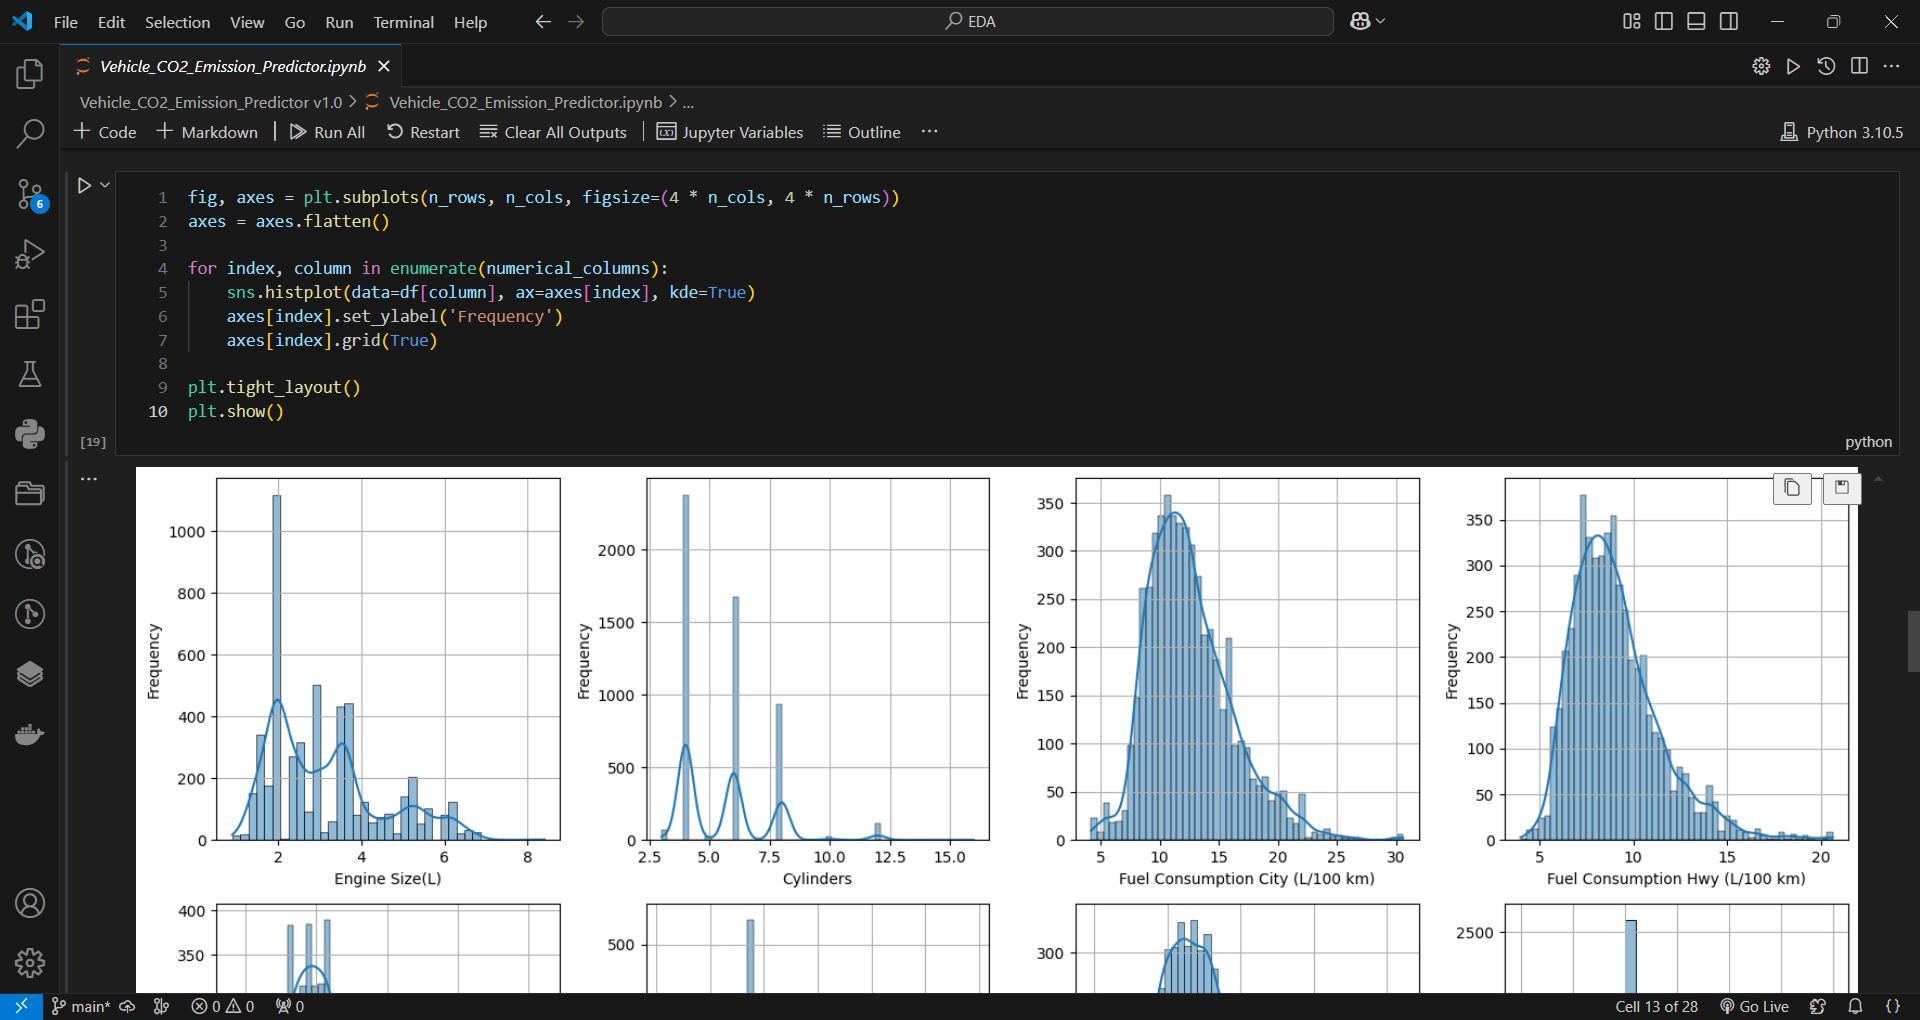 File Edit Selection View Go Run Terminal Help
EDA
Vehicle_CO2_Emission_Predictor.ipynb
Vehicle_CO2_Emission_Predictor v1.0 > Vehicle_CO2_Emission_Predictor.ipynb > ...
+ Code + Markdown | Run All Restart Clear All Outputs | Jupyter Variables Outline ...
Python 3.10.5
6
1 fig, axes = plt.subplots(n_rows, n_cols, figsize=(4 * n_cols, 4 * n_rows))
2 axes = axes.flatten()
3
4 for index, column in enumerate(numerical_columns):
5     sns.histplot(data=df[column], ax=axes[index], kde=True)
6     axes[index].set_ylabel('Frequency')
7     axes[index].grid(True)
8
9 plt.tight_layout()
10 plt.show()
[19]
python
Frequency
1000
800
600
400
200
0
2 4 6 8
Engine Size(L)
Frequency
2000
1500
1000
500
0
2.5 5.0 7.5 10.0 12.5 15.0
Cylinders
Frequency
350
300
250
200
150
100
50
0
5 10 15 20 25 30
Fuel Consumption City (L/100 km)
Frequency
350
300
250
200
150
100
50
0
5 10 15 20
Fuel Consumption Hwy (L/100 km)
400
350
500
300
2500
main* 0 0 0
Cell 13 of 28 Go Live